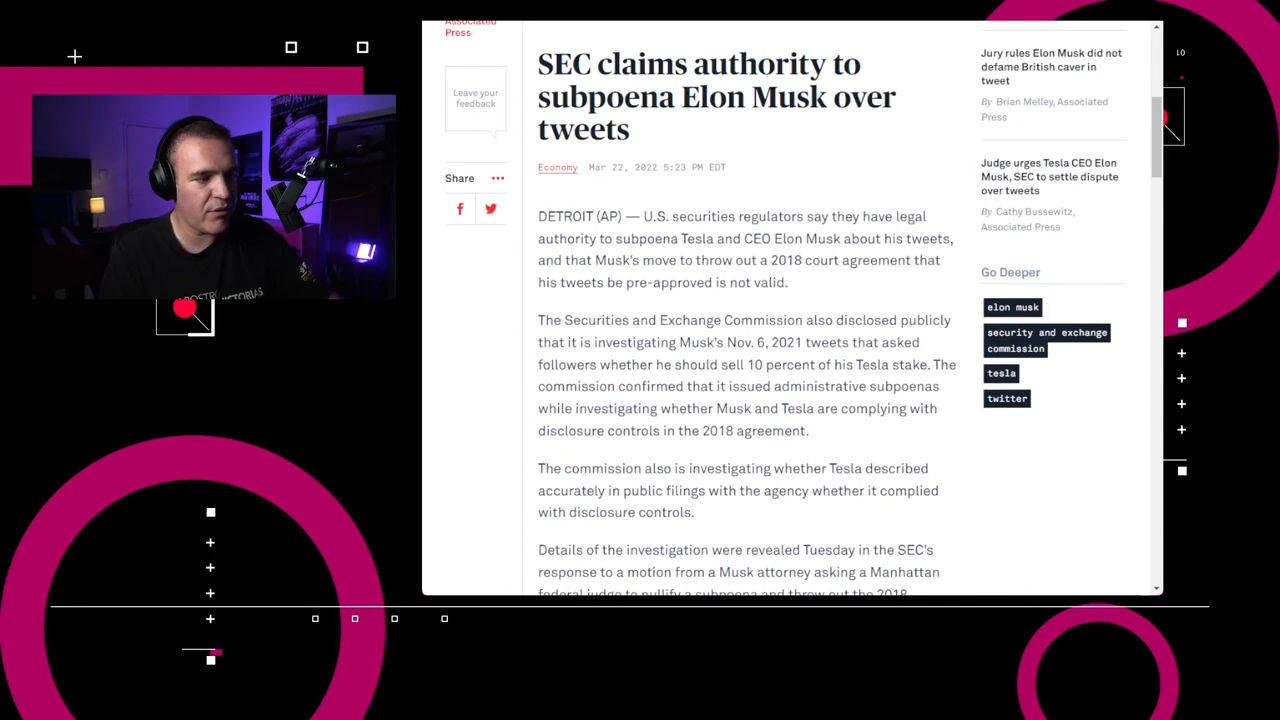 Associated
Press
Leave your
feedback
Share
SEC claims authority to
subpoena Elon Musk over
tweets
Economy Mar 22, 2022 5:23 PM EDT
DETROIT (AP) — U.S. securities regulators say they have legal
authority to subpoena Tesla and CEO Elon Musk about his tweets,
and that Musk's move to throw out a 2018 court agreement that
his tweets be pre-approved is not valid.
The Securities and Exchange Commission also disclosed publicly
that it is investigating Musk's Nov. 6, 2021 tweets that asked
followers whether he should sell 10 percent of his Tesla stake. The
commission confirmed that it issued administrative subpoenas
while investigating whether Musk and Tesla are complying with
disclosure controls in the 2018 agreement.
The commission also is investigating whether Tesla described
accurately in public filings with the agency whether it complied
with disclosure controls.
Details of the investigation were revealed Tuesday in the SEC's
response to a motion from a Musk attorney asking a Manhattan
federal judge to nullify a subpoena and throw out the 2018
Jury rules Elon Musk did not
defame British caver in
tweet
By Brian Melley, Associated
Press
Judge urges Tesla CEO Elon
Musk, SEC to settle dispute
over tweets
By Cathy Bussewitz,
Associated Press
Go Deeper
elon musk
security and exchange
commission
tesla
twitter
10